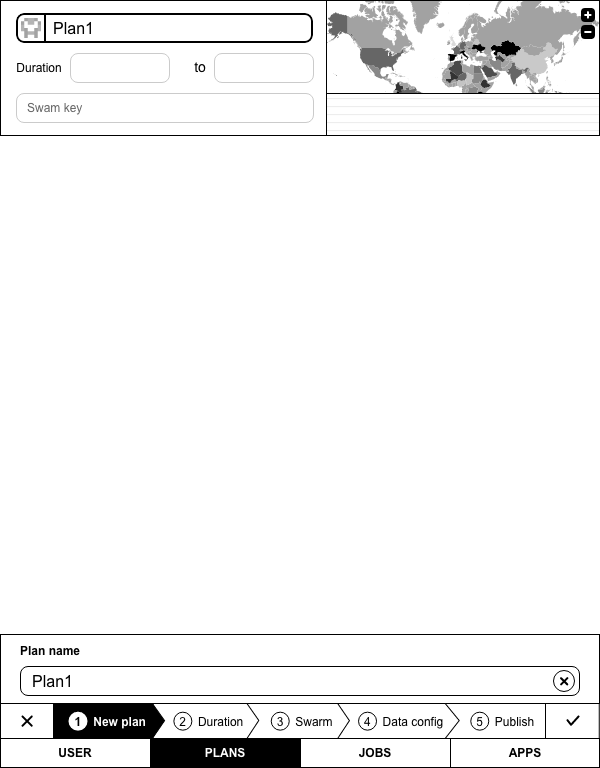 Plan1
Duration to
Swam key
Plan name
Plan1
1 New plan 2 Duration 3 Swarm 4 Data config 5 Publish
USER PLANS JOBS APPS